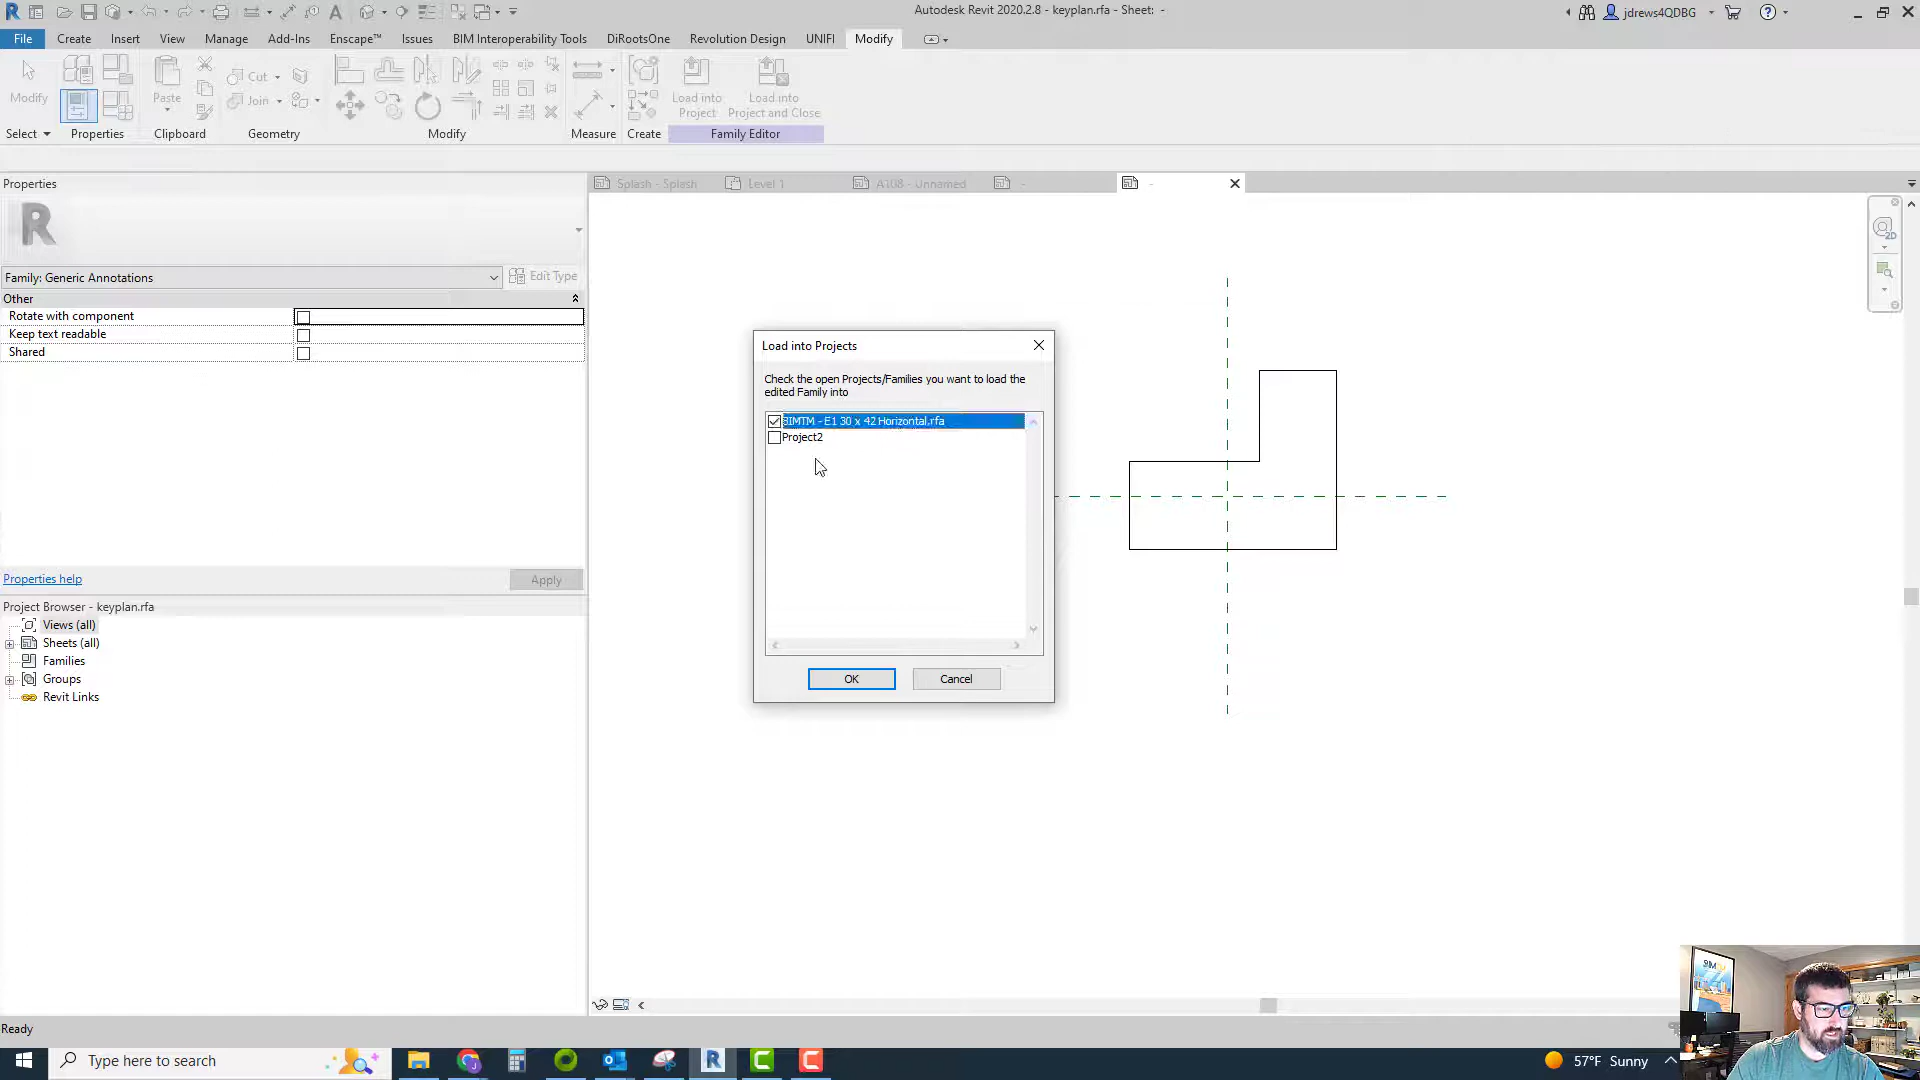 Autodesk Revit 2020.2.8 - keyplan.rfa - Sheet: -
jdrews4QDBG
File Create Insert View Manage Add-Ins Enscape™ Issues BIM Interoperability Tools DiRootsOne Revolution Design UNIFI Modify
Modify
Paste
Cut
Join
Load into
Project
Load into
Project and Close
Select Properties Clipboard Geometry Modify Measure Create Family Editor
Properties
Splash - Splash
Level 1
A108 - Unnamed
-
-
R
Family: Generic Annotations
Edit Type
Other
Rotate with component
Keep text readable
Shared
Properties help
Apply
Project Browser - keyplan.rfa
Views (all)
Sheets (all)
Families
Groups
Revit Links
Load into Projects
Check the open Projects/Families you want to load the
edited Family into
BIMTM - E1 30 x 42 Horizontal.rfa
Project2
OK
Cancel
2D
Ready
Type here to search
57°F Sunny